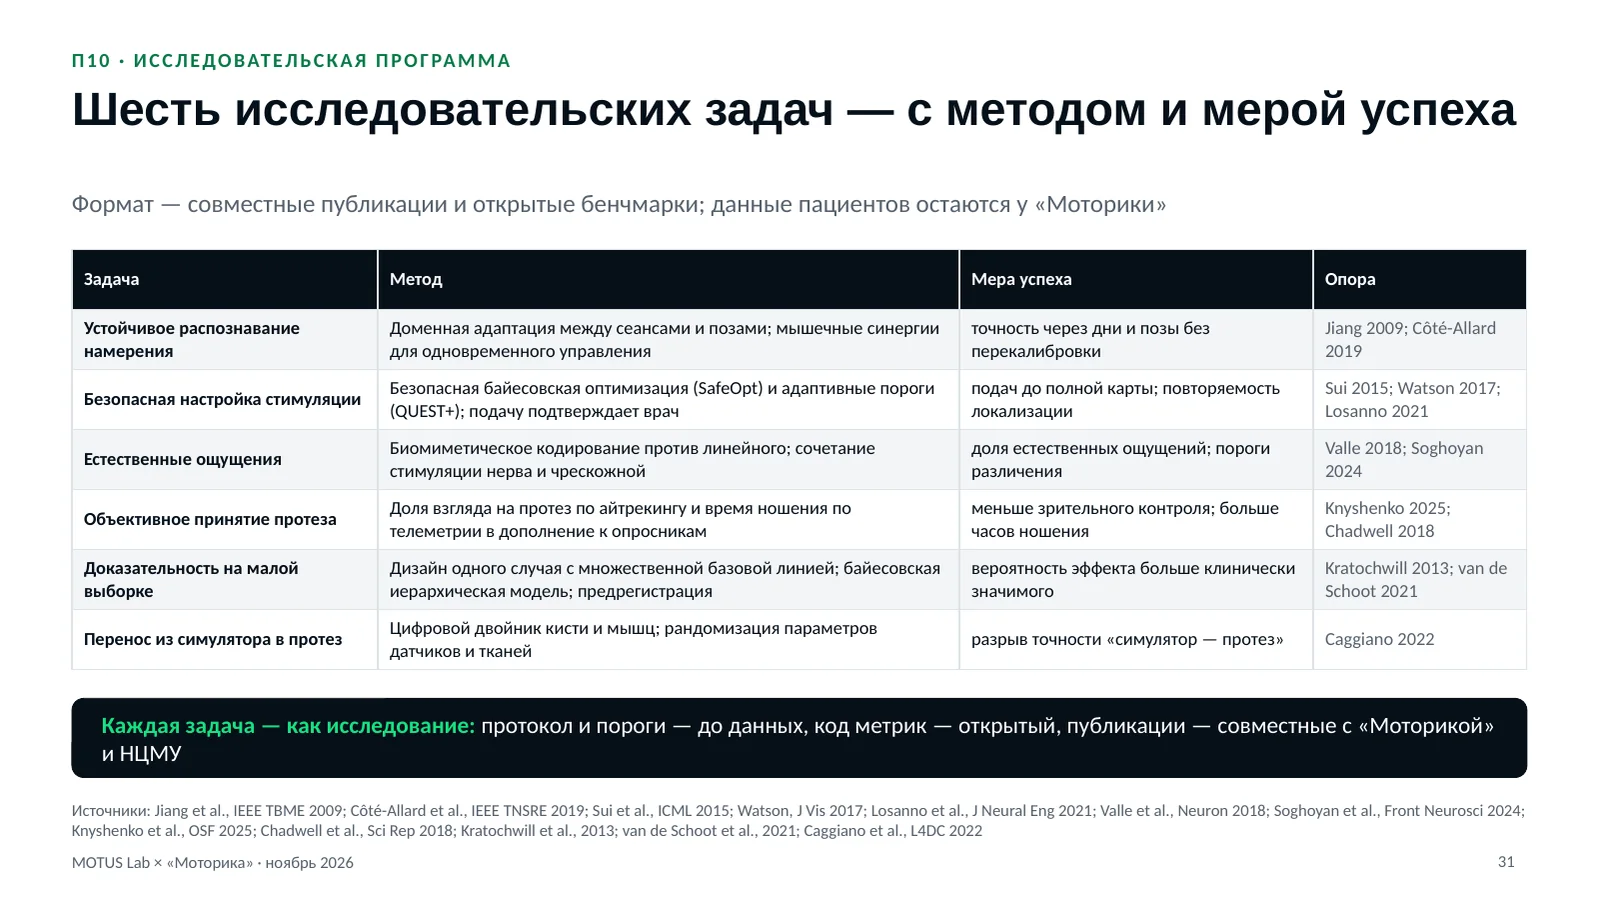 П10 · ИССЛЕДОВАТЕЛЬСКАЯ ПРОГРАММА
Шесть исследовательских задач — с методом и мерой успеха
Формат — совместные публикации и открытые бенчмарки; данные пациентов остаются у «Моторики»
Задача
Метод
Мера успеха
Опора
Устойчивое распознавание
намерения
Доменная адаптация между сеансами и позами; мышечные синергии
для одновременного управления
точность через дни и позы без
перекалибровки
Jiang 2009; Côté-Allard
2019
Безопасная настройка стимуляции
Безопасная байесовская оптимизация (SafeOpt) и адаптивные пороги
(QUEST+); подачу подтверждает врач
подач до полной карты; повторяемость
локализации
Sui 2015; Watson 2017;
Losanno 2021
Естественные ощущения
Биомиметическое кодирование против линейного; сочетание
стимуляции нерва и чрескожной
доля естественных ощущений; пороги
различения
Valle 2018; Soghoyan
2024
Объективное принятие протеза
Доля взгляда на протез по айтрекингу и время ношения по
телеметрии в дополнение к опросникам
меньше зрительного контроля; больше
часов ношения
Knyshenko 2025;
Chadwell 2018
Доказательность на малой
выборке
Дизайн одного случая с множественной базовой линией; байесовская
иерархическая модель; предрегистрация
вероятность эффекта больше клинически
значимого
Kratochwill 2013; van de
Schoot 2021
Перенос из симулятора в протез
Цифровой двойник кисти и мышц; рандомизация параметров
датчиков и тканей
разрыв точности «симулятор — протез»
Caggiano 2022
Каждая задача — как исследование: протокол и пороги — до данных, код метрик — открытый, публикации — совместные с «Моторикой»
и НЦМУ
Источники: Jiang et al., IEEE TBME 2009; Côté-Allard et al., IEEE TNSRE 2019; Sui et al., ICML 2015; Watson, J Vis 2017; Losanno et al., J Neural Eng 2021; Valle et al., Neuron 2018; Soghoyan et al., Front Neurosci 2024;
Knyshenko et al., OSF 2025; Chadwell et al., Sci Rep 2018; Kratochwill et al., 2013; van de Schoot et al., 2021; Caggiano et al., L4DC 2022
MOTUS Lab × «Моторика» · ноябрь 2026
31